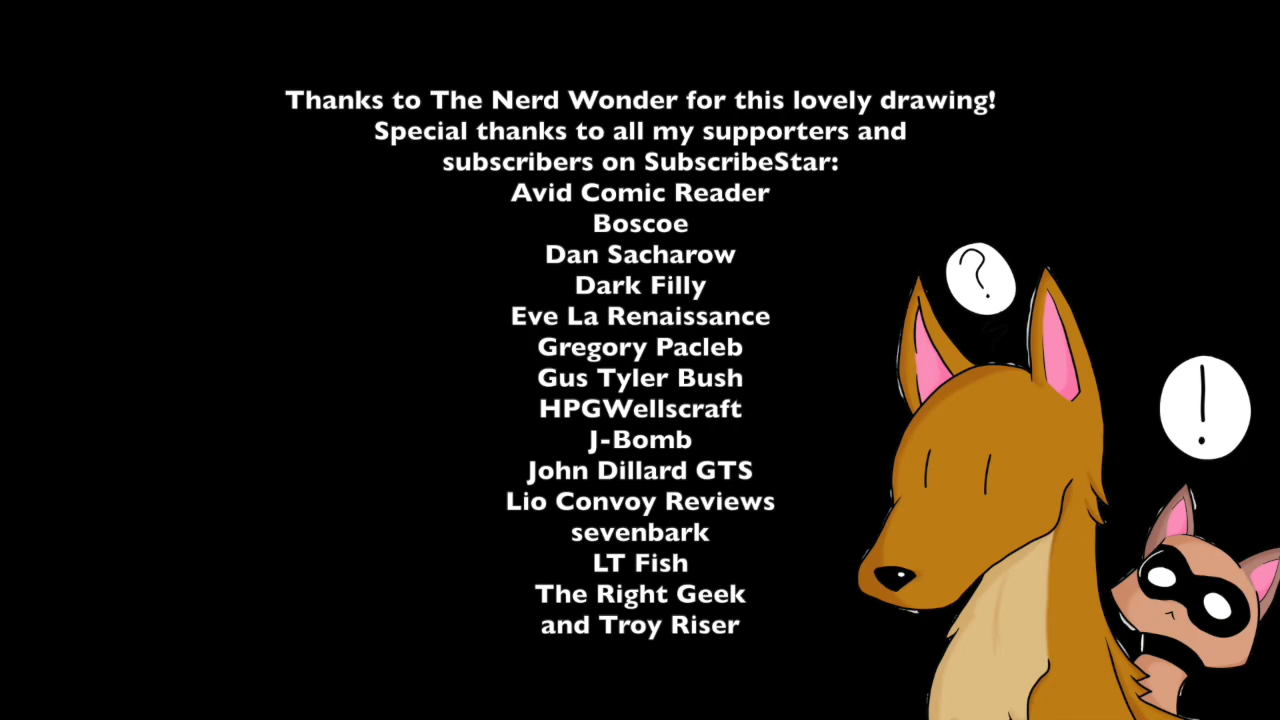 Thanks to The Nerd Wonder for this lovely drawing!
Special thanks to all my supporters and
subscribers on SubscribeStar:
Avid Comic Reader
Boscoe
Dan Sacharow
Dark Filly
Eve La Renaissance
Gregory Pacleb
Gus Tyler Bush
HPGWellscraft
J-Bomb
John Dillard GTS
Lio Convoy Reviews
sevenbark
LT Fish
The Right Geek
and Troy Riser
?
!